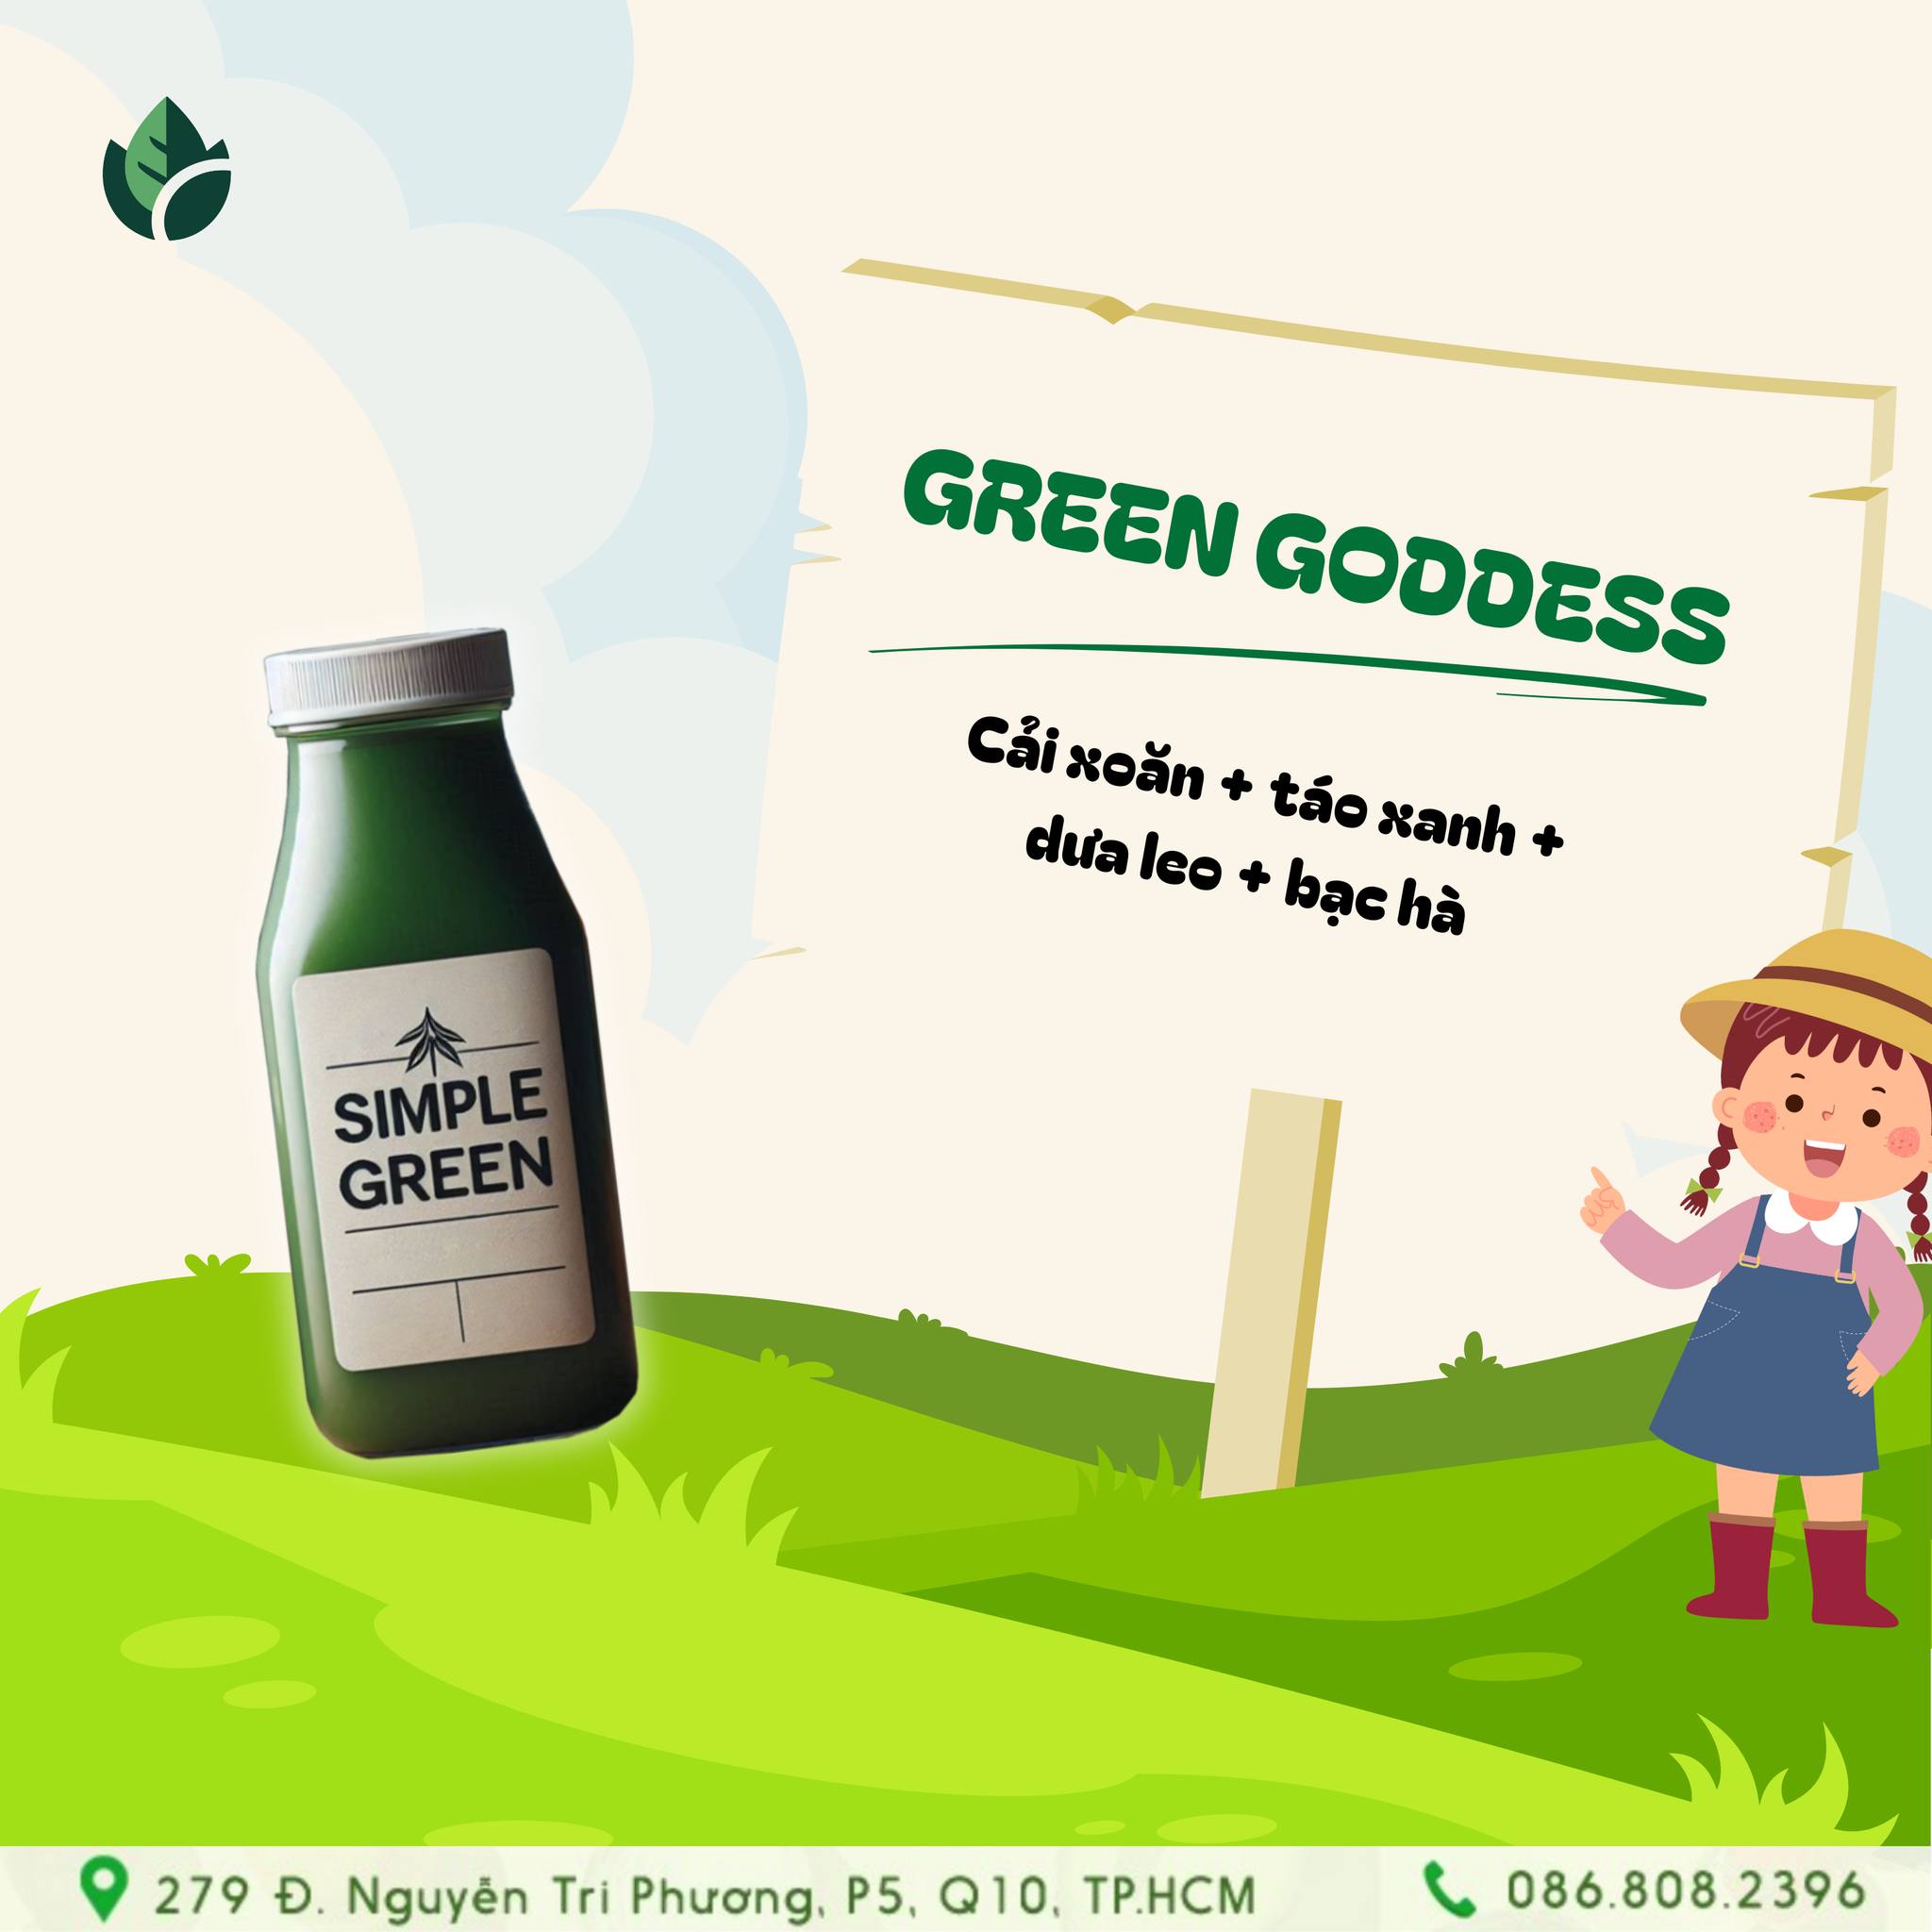 GREEN GODDESS
Cải xoăn + táo xanh +
dưa leo + bạc hà
SIMPLE
GREEN
279 Đ. Nguyễn Tri Phương, P5, Q10, TP.HCM
086.808.2396